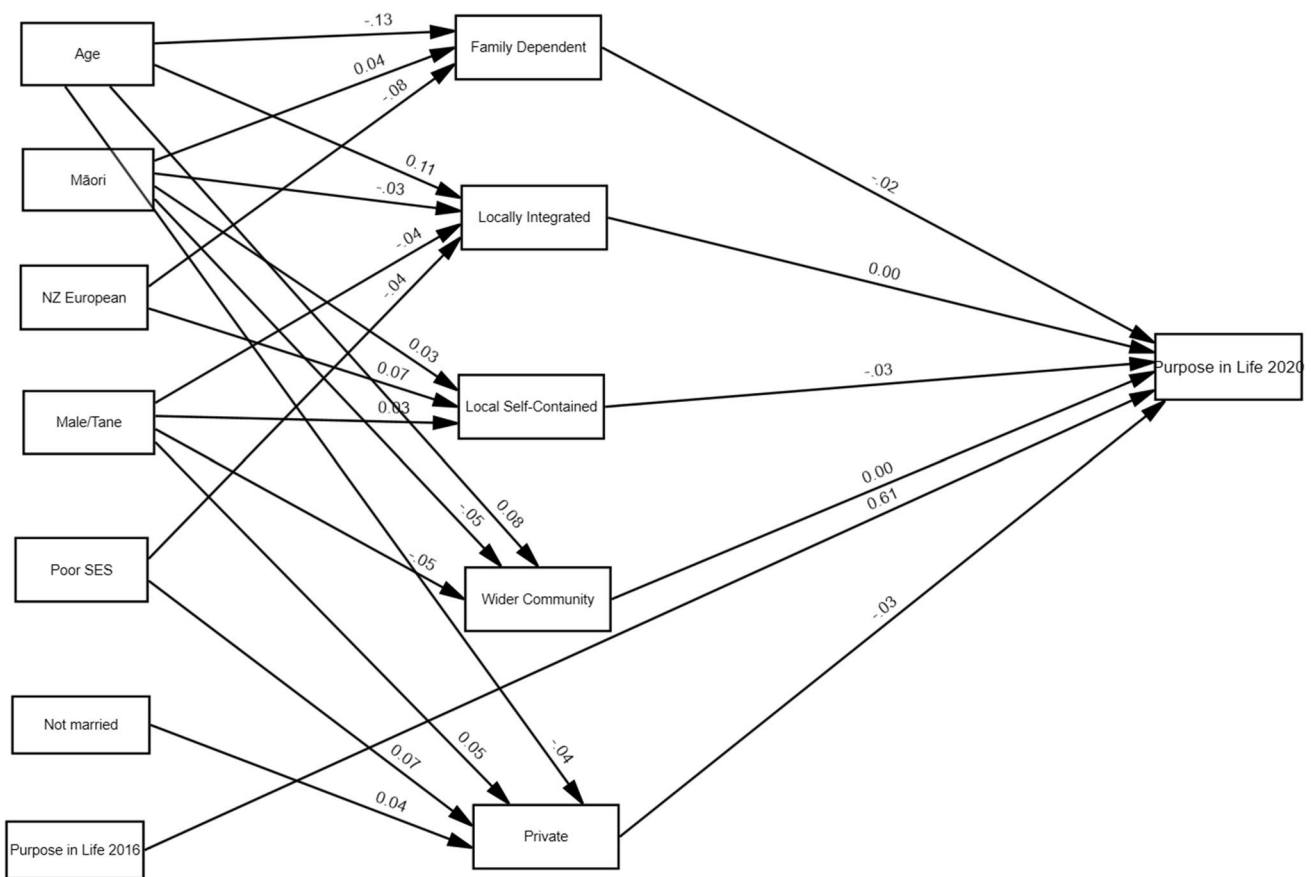 Age
Māori
NZ European
Male/Tane
Poor SES
Not married
Purpose in Life 2016
-.13
0.04
-.08
0.11
-.03
-.04
-.04
0.03
0.07
0.03
-.05
0.08
-.05
0.05
-.04
0.07
0.04
Family Dependent
Locally Integrated
Local Self-Contained
Wider Community
Private
-.02
0.00
-.03
0.00
0.61
-.03
Purpose in Life 2020